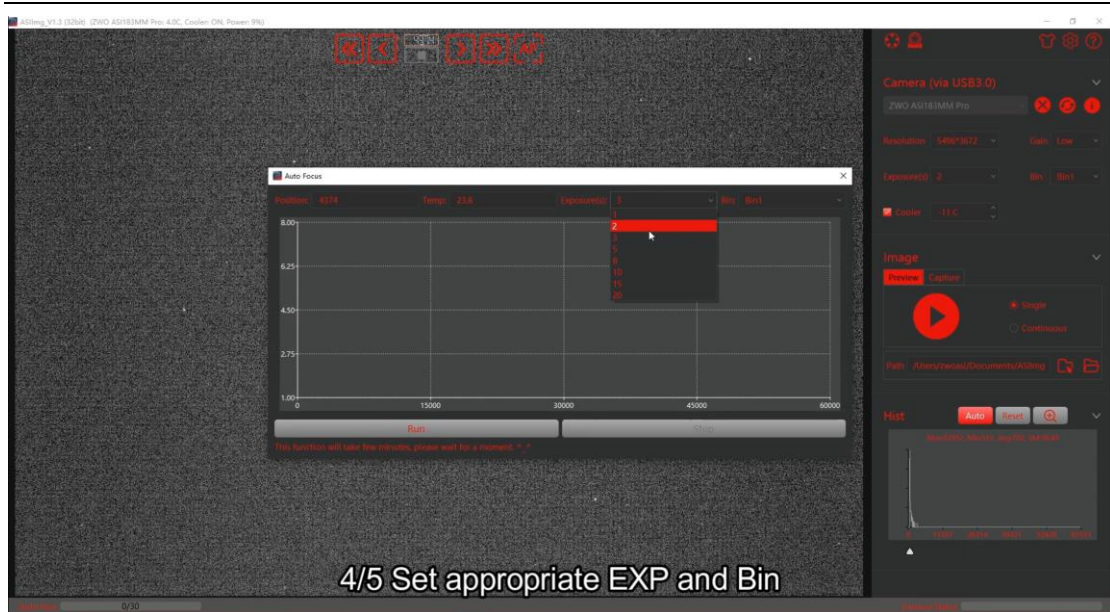 ASIImg_V1.3 (32bit) (ZWO ASI183MM Pro: 4.0C, Cooler: ON, Power: 9%)
AF
Camera (via USB3.0)
ZWO ASI183MM Pro
Resolution 5496*3672 Gain Low
Exposure(s) 2 Bin Bin1
Cooler -11 C
Image
Preview Capture
Single
Continuous
Path /Users/zwoasi/Documents/ASIImg
Hist Auto Reset
Auto Focus
Position: 4374 Temp: 23.6 Exposure(s): 3 Bin: Bin1
1
2
3
5
8
10
15
20
8.00
6.25
4.50
2.75
1.00
0 15000 30000 45000 60000
Run Stop
This function will take few minutes, please wait for a moment. ^_^
4/5 Set appropriate EXP and Bin
0/30